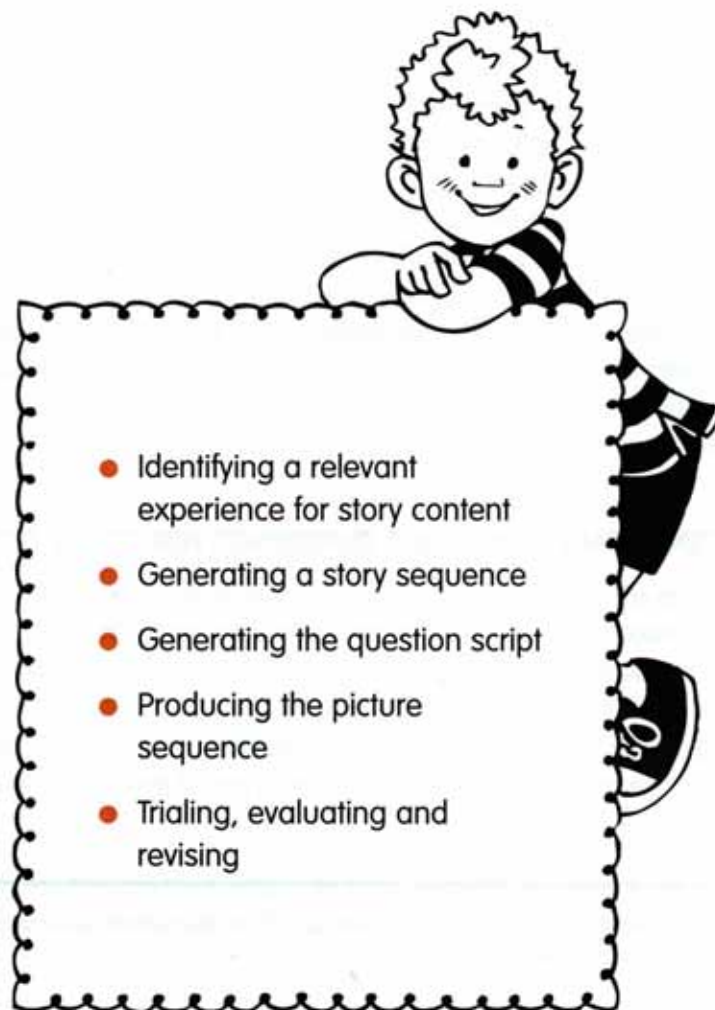 ● Identifying a relevant
experience for story content
● Generating a story sequence
● Generating the question script
● Producing the picture
sequence
● Trialing, evaluating and
revising